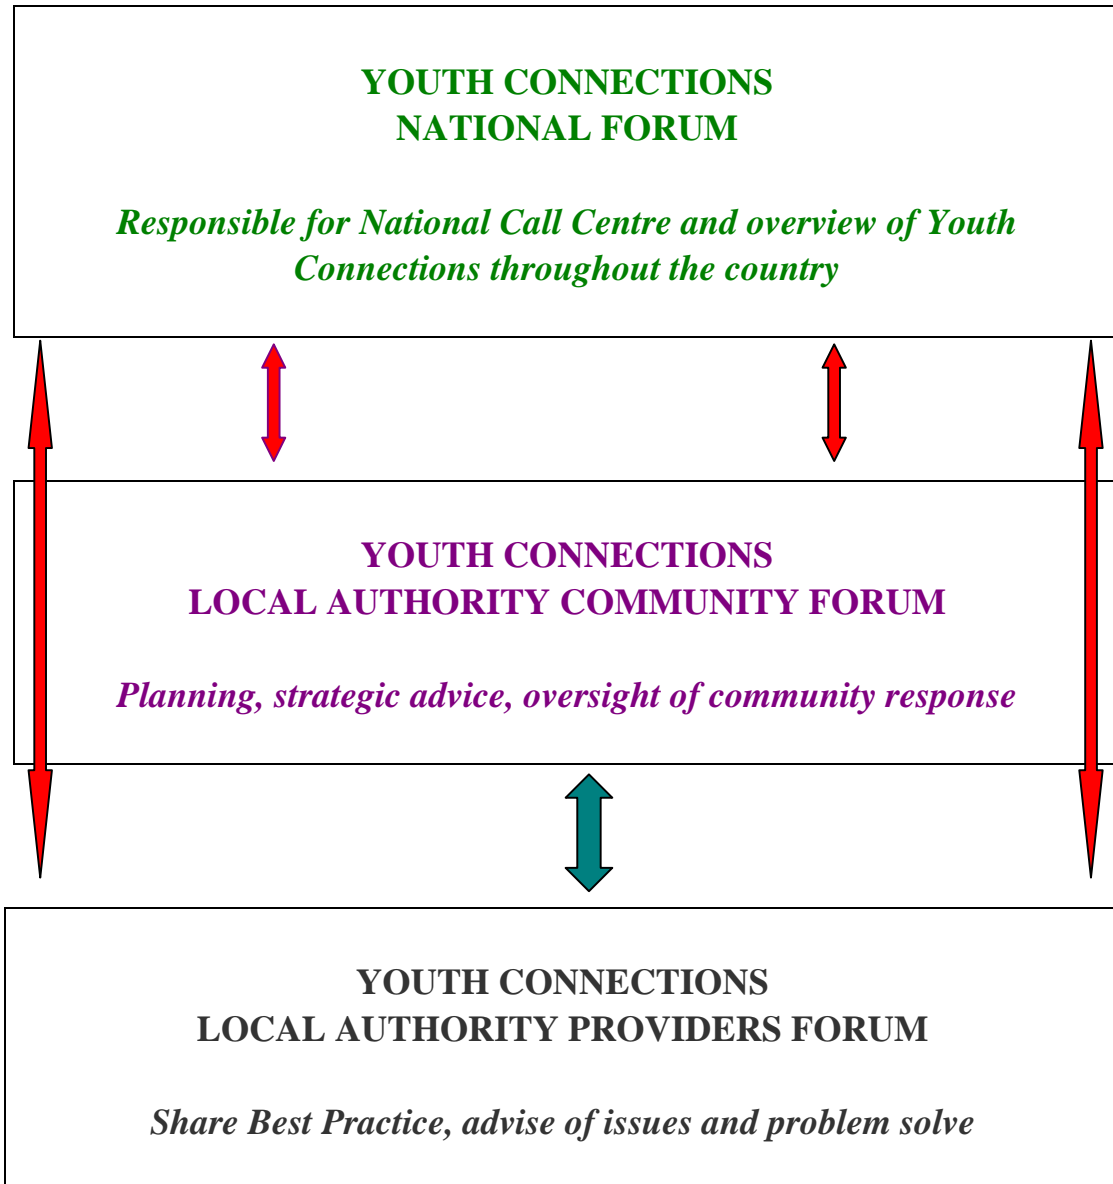 YOUTH CONNECTIONS
NATIONAL FORUM
Responsible for National Call Centre and overview of Youth
Connections throughout the country
YOUTH CONNECTIONS
LOCAL AUTHORITY COMMUNITY FORUM
Planning, strategic advice, oversight of community response
YOUTH CONNECTIONS
LOCAL AUTHORITY PROVIDERS FORUM
Share Best Practice, advise of issues and problem solve